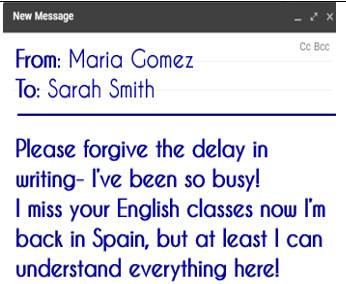 New Message
Cc Bcc
From: Maria Gomez
To: Sarah Smith
Please forgive the delay in
writing- I've been so busy!
I miss your English classes now I'm
back in Spain, but at least I can
understand everything here!